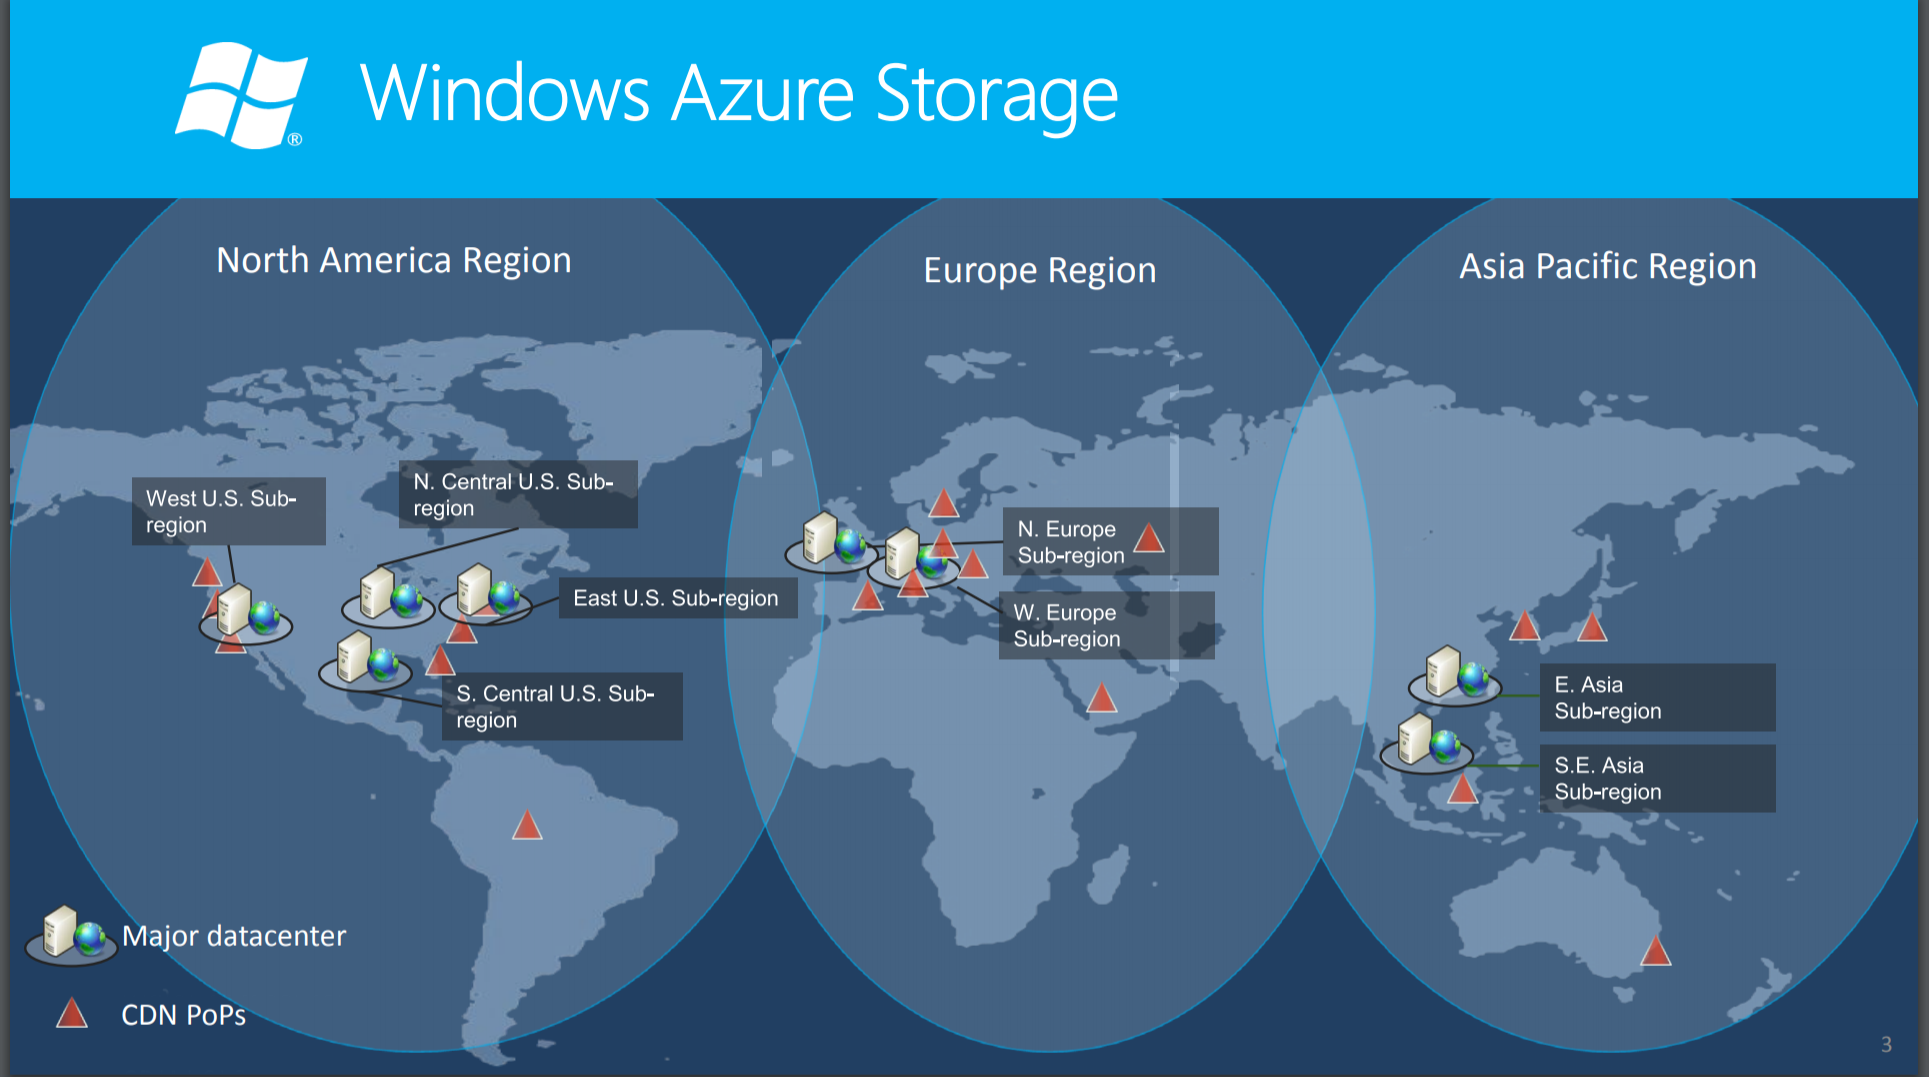 Windows Azure Storage
®
North America Region
Europe Region
Asia Pacific Region
West U.S. Sub-
region
N. Central U.S. Sub-
region
East U.S. Sub-region
S. Central U.S. Sub-
region
N. Europe
Sub-region
W. Europe
Sub-region
E. Asia
Sub-region
S.E. Asia
Sub-region
Major datacenter
CDN PoPs
3